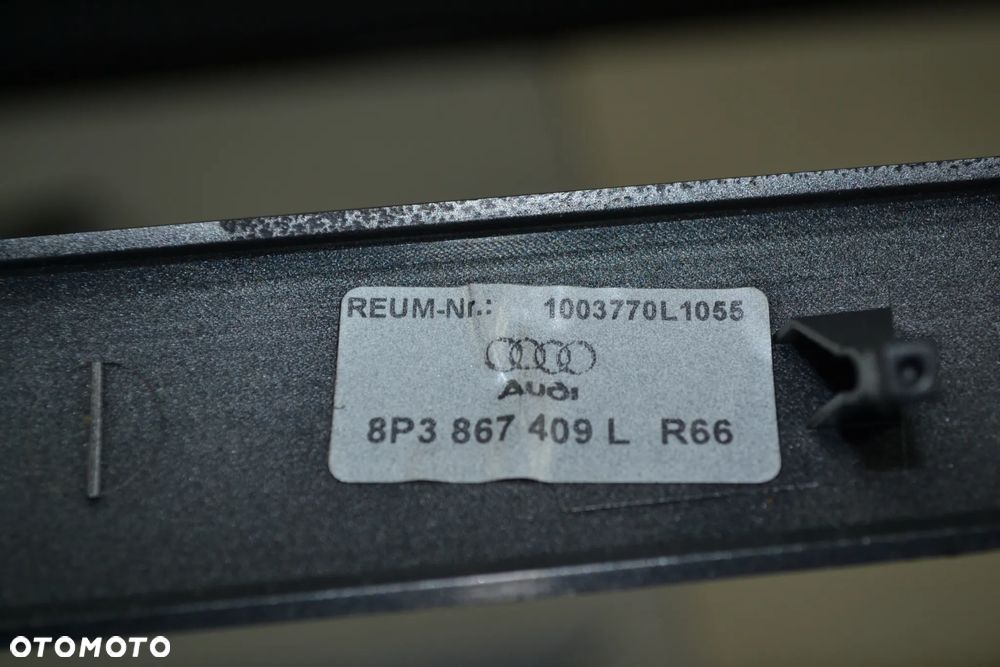 REUM-Nr.: 1003770L1055
Audi
8P3 867 409 L R66
OTOMOTO